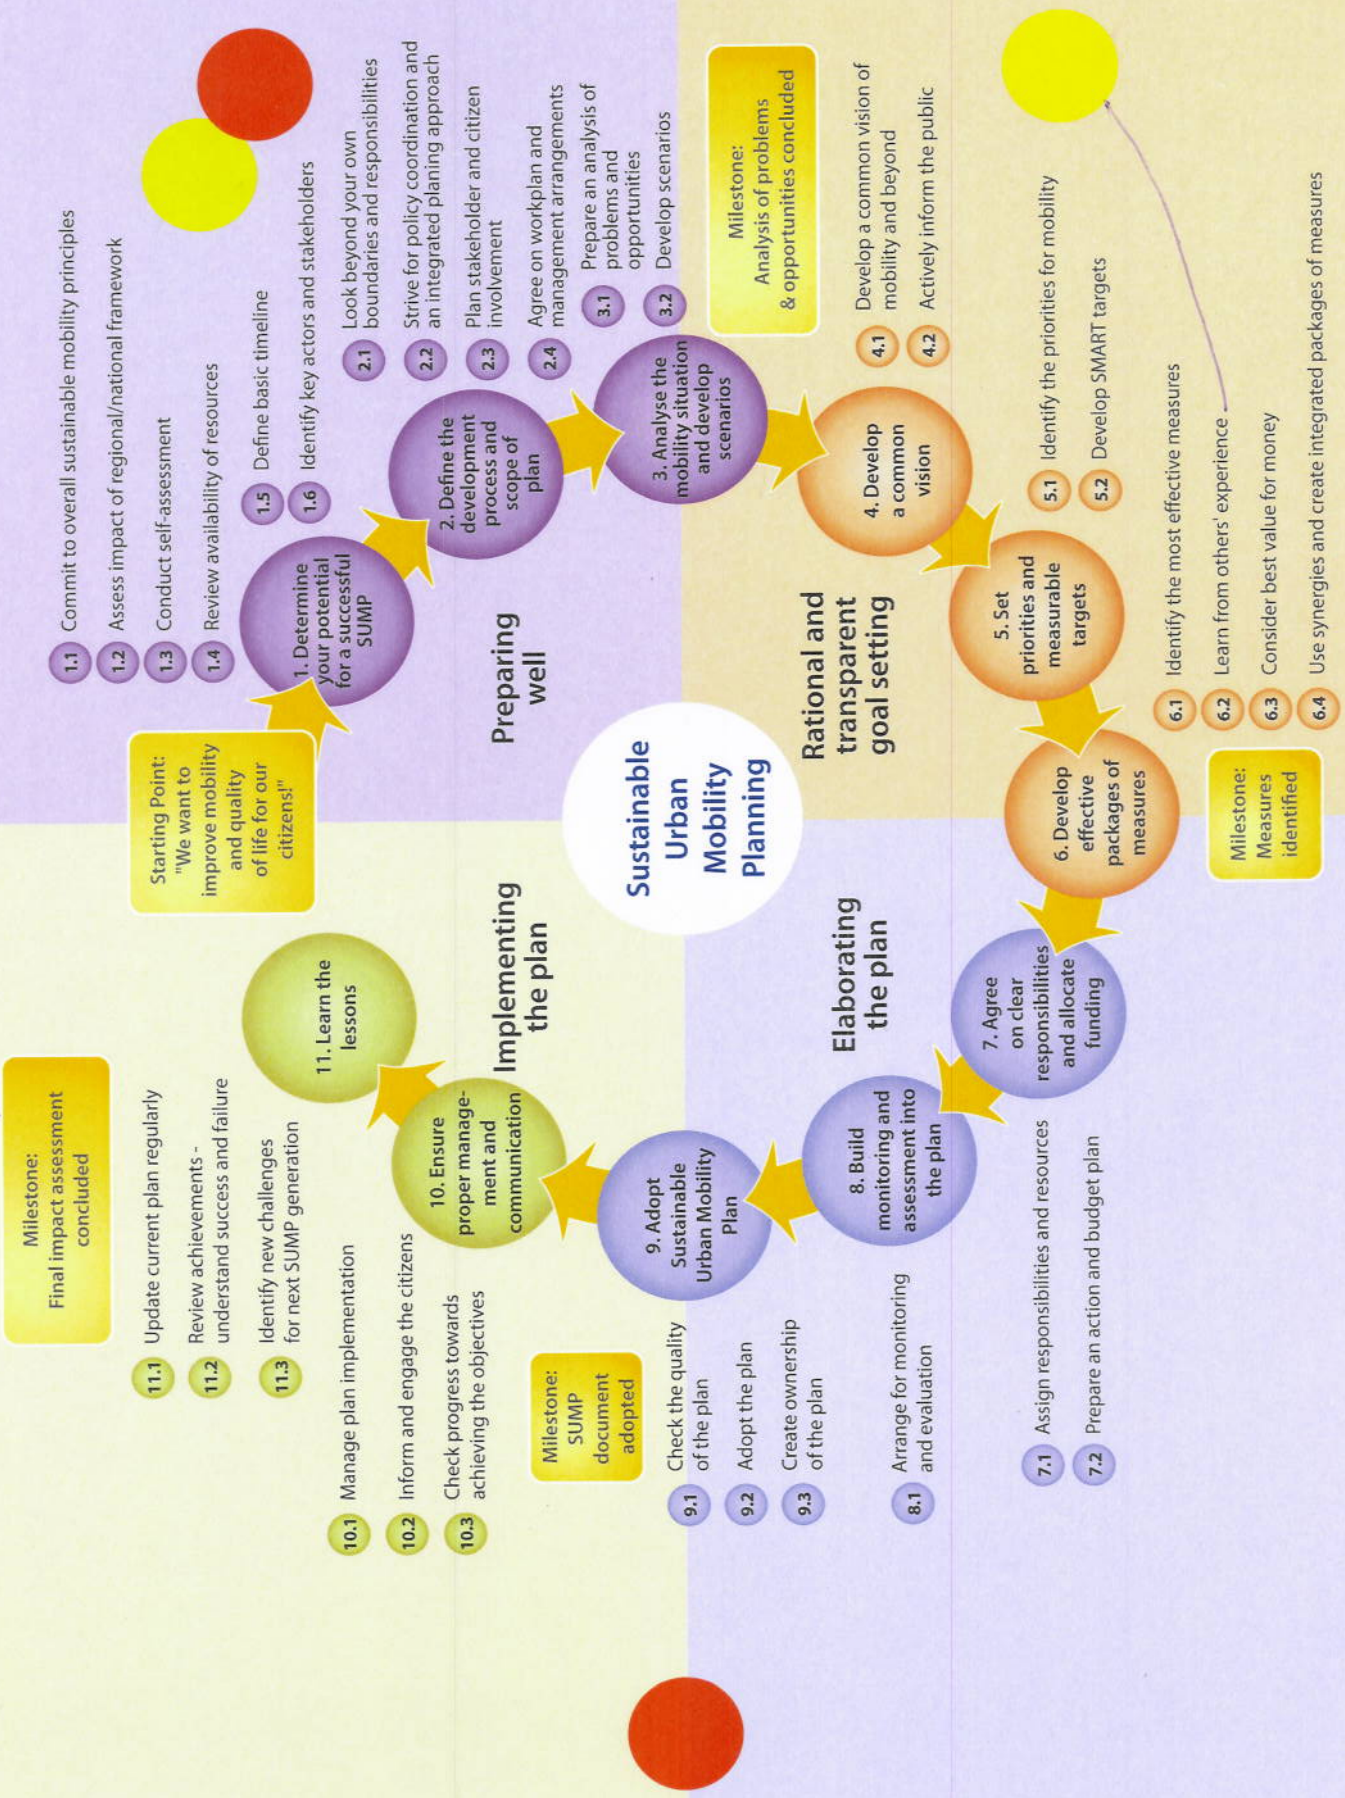 Sustainable
Urban
Mobility
Planning
Starting Point:
"We want to
improve mobility
and quality
of life for our
citizens!"
Preparing
well
1. Determine
your potential
for a successful
SUMP
1.1 Commit to overall sustainable mobility principles
1.2 Assess impact of regional/national framework
1.3 Conduct self-assessment
1.4 Review availability of resources
1.5 Define basic timeline
1.6 Identify key actors and stakeholders
2. Define the
development
process and
scope of
plan
2.1 Look beyond your own
boundaries and responsibilities
2.2 Strive for policy coordination and
an integrated planing approach
2.3 Plan stakeholder and citizen
involvement
2.4 Agree on workplan and
management arrangements
3. Analyse the
mobility situation
and develop
scenarios
3.1 Prepare an analysis of
problems and
opportunities
3.2 Develop scenarios
Milestone:
Analysis of problems
& opportunities concluded
Rational and
transparent
goal setting
4. Develop
a common
vision
4.1 Develop a common vision of
mobility and beyond
4.2 Actively inform the public
5. Set
priorities and
measurable
targets
5.1 Identify the priorities for mobility
5.2 Develop SMART targets
6. Develop
effective
packages of
measures
6.1 Identify the most effective measures
6.2 Learn from others' experience
6.3 Consider best value for money
6.4 Use synergies and create integrated packages of measures
Milestone:
Measures
identified
Elaborating
the plan
7. Agree
on clear
responsibilities
and allocate
funding
7.1 Assign responsibilities and resources
7.2 Prepare an action and budget plan
8. Build
monitoring and
assessment into
the plan
8.1 Arrange for monitoring
and evaluation
9. Adopt
Sustainable
Urban Mobility
Plan
9.1 Check the quality
of the plan
9.2 Adopt the plan
9.3 Create ownership
of the plan
Milestone:
SUMP
document
adopted
Implementing
the plan
10. Ensure
proper manage-
ment and
communication
10.1 Manage plan implementation
10.2 Inform and engage the citizens
10.3 Check progress towards
achieving the objectives
11. Learn the
lessons
11.1 Update current plan regularly
11.2 Review achievements -
understand success and failure
11.3 Identify new challenges
for next SUMP generation
Milestone:
Final impact assessment
concluded